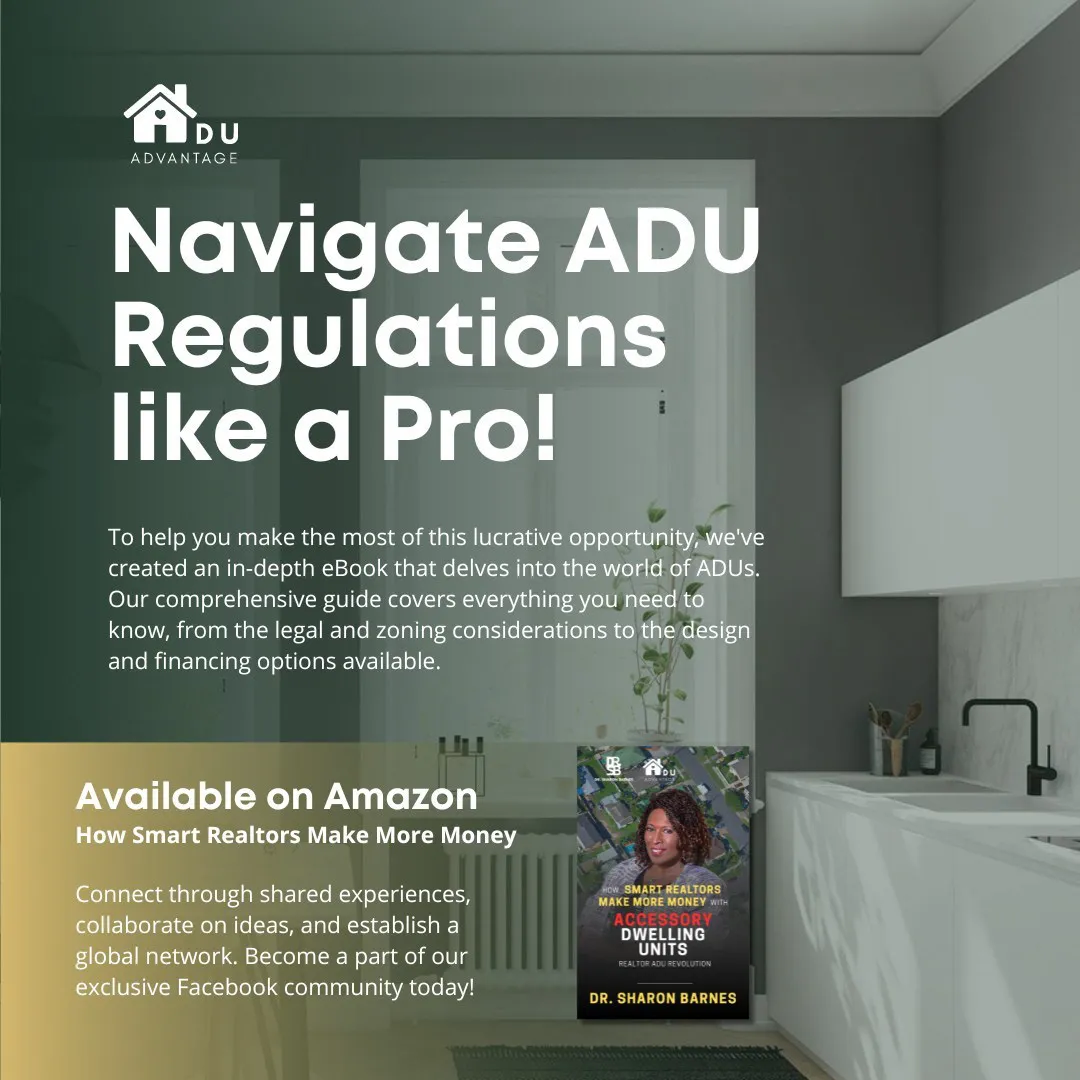 DU
ADVANTAGE
Navigate ADU
Regulations
like a Pro!
To help you make the most of this lucrative opportunity, we've
created an in-depth eBook that delves into the world of ADUs.
Our comprehensive guide covers everything you need to
know, from the legal and zoning considerations to the design
and financing options available.
Available on Amazon
How Smart Realtors Make More Money
Connect through shared experiences,
collaborate on ideas, and establish a
global network. Become a part of our
exclusive Facebook community today!
DR. SHARON BARNES
DU
ADVANTAGE
HOW SMART REALTORS
MAKE MORE MONEY WITH
ACCESSORY
DWELLING
UNITS
REALTOR ADU REVOLUTION
DR. SHARON BARNES